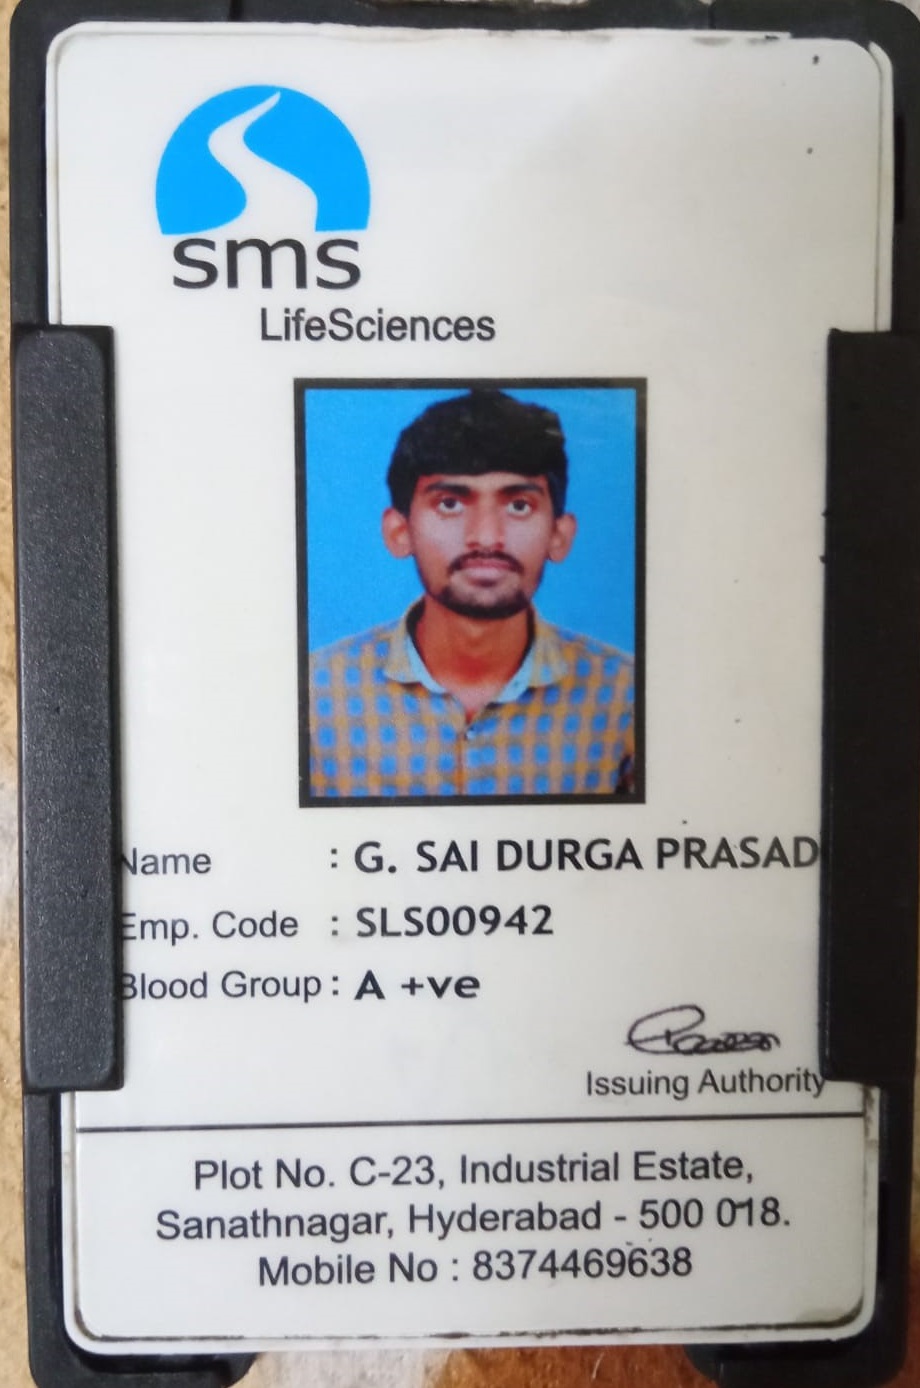 sms
LifeSciences
Name : G. SAI DURGA PRASAD
Emp. Code : SLS00942
Blood Group : A +ve
Issuing Authority
Plot No. C-23, Industrial Estate,
Sanathnagar, Hyderabad - 500 018.
Mobile No : 8374469638